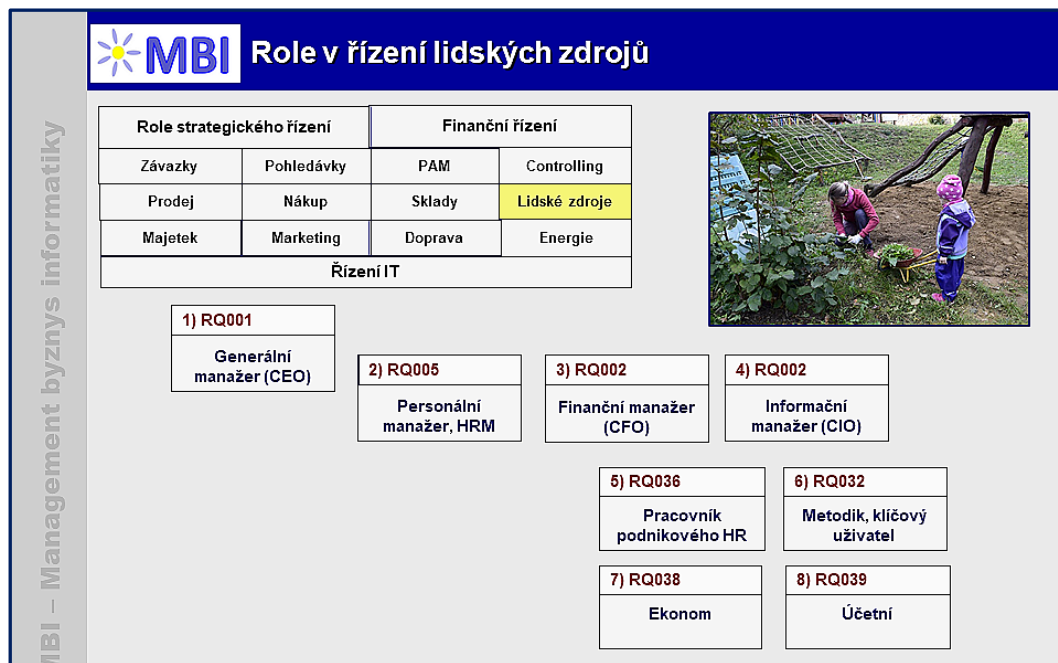 MBI
Role v řízení lidských zdrojů
MBI – Management byznys informatiky
Role strategického řízení
Finanční řízení
Závazky
Pohledávky
PAM
Controlling
Prodej
Nákup
Sklady
Lidské zdroje
Majetek
Marketing
Doprava
Energie
Řízení IT
1) RQ001
Generální
manažer (CEO)
2) RQ005
Personální
manažer, HRM
3) RQ002
Finanční manažer
(CFO)
4) RQ002
Informační
manažer (CIO)
5) RQ036
Pracovník
podnikového HR
6) RQ032
Metodik, klíčový
uživatel
7) RQ038
Ekonom
8) RQ039
Účetní